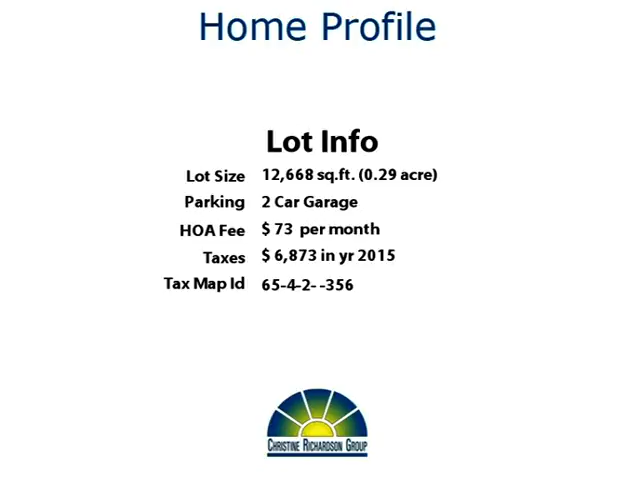 Home Profile
Lot Info
Lot Size 12,668 sq.ft. (0.29 acre)
Parking 2 Car Garage
HOA Fee $ 73 per month
Taxes $ 6,873 in yr 2015
Tax Map Id 65-4-2- -356
CHRISTINE RICHARDSON GROUP